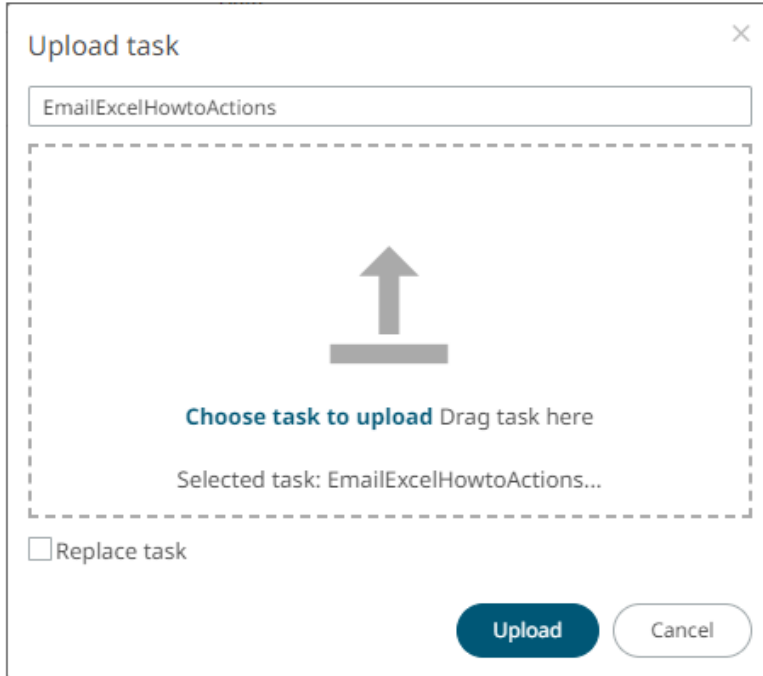 Upload task
EmailExcelHowtoActions
Choose task to upload Drag task here
Selected task: EmailExcelHowtoActions...
Replace task
Upload
Cancel